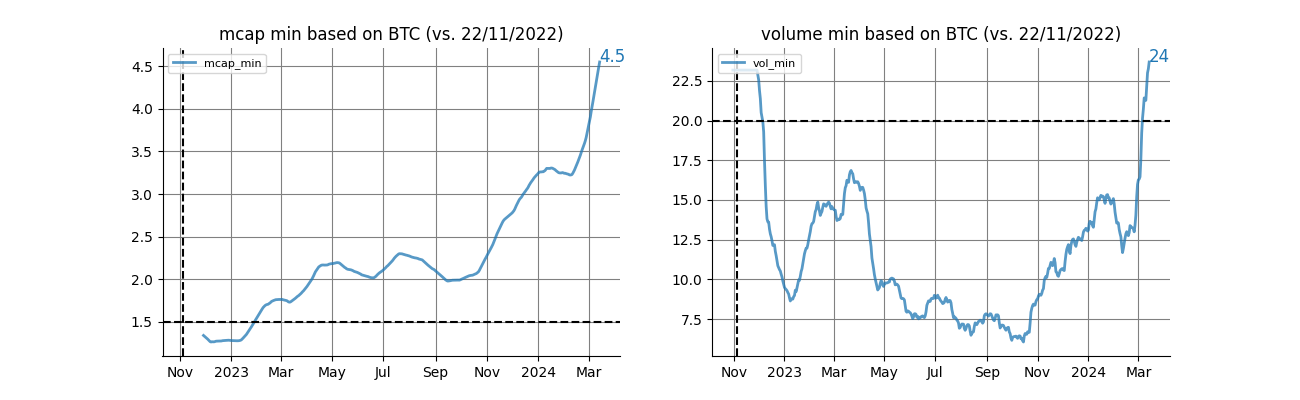 mcap min based on BTC (vs. 22/11/2022)
4.5
mcap_min
4.5
4.0
3.5
3.0
2.5
2.0
1.5
Nov 2023 Mar May Jul Sep Nov 2024 Mar
volume min based on BTC (vs. 22/11/2022)
24
vol_min
22.5
20.0
17.5
15.0
12.5
10.0
7.5
Nov 2023 Mar May Jul Sep Nov 2024 Mar